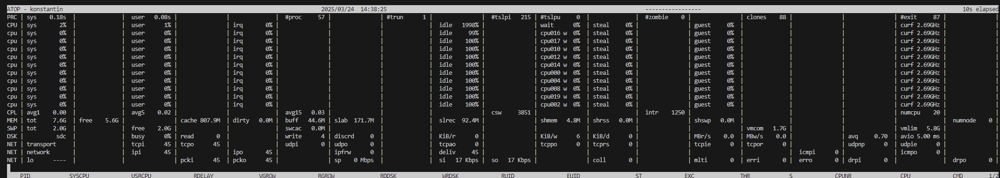 ATOP - konstantin 2025/03/24 14:38:25 ---------------- 10s elapsed
PRC | sys 0.18s | | user 0.08s | | | #proc 57 | | #trun 1 | | #tslpi 215 | #tslpu 0 | | #zombie 0 | | clones 88 | | | #exit 87 | |
CPU | sys 2% | | user 1% | | irq 0% | | | | idle 1998% | | wait 0% | steal 0% | | guest 0% | | | | curf 2.69GHz | |
cpu | sys 0% | | user 0% | | irq 0% | | | | idle 99% | | cpu016 w 0% | steal 0% | | guest 0% | | | | curf 2.69GHz | |
cpu | sys 0% | | user 0% | | irq 0% | | | | idle 100% | | cpu017 w 0% | steal 0% | | guest 0% | | | | curf 2.69GHz | |
cpu | sys 0% | | user 0% | | irq 0% | | | | idle 100% | | cpu010 w 0% | steal 0% | | guest 0% | | | | curf 2.69GHz | |
cpu | sys 0% | | user 0% | | irq 0% | | | | idle 100% | | cpu012 w 0% | steal 0% | | guest 0% | | | | curf 2.69GHz | |
cpu | sys 0% | | user 0% | | irq 0% | | | | idle 100% | | cpu014 w 0% | steal 0% | | guest 0% | | | | curf 2.69GHz | |
cpu | sys 0% | | user 0% | | irq 0% | | | | idle 100% | | cpu000 w 0% | steal 0% | | guest 0% | | | | curf 2.69GHz | |
cpu | sys 0% | | user 0% | | irq 0% | | | | idle 100% | | cpu004 w 0% | steal 0% | | guest 0% | | | | curf 2.69GHz | |
cpu | sys 0% | | user 0% | | irq 0% | | | | idle 100% | | cpu008 w 0% | steal 0% | | guest 0% | | | | curf 2.69GHz | |
cpu | sys 0% | | user 0% | | irq 0% | | | | idle 100% | | cpu019 w 0% | steal 0% | | guest 0% | | | | curf 2.69GHz | |
cpu | sys 0% | | user 0% | | irq 0% | | | | idle 100% | | cpu002 w 0% | steal 0% | | guest 0% | | | | curf 2.69GHz | |
CPL | avg1 0.00 | | avg5 0.02 | | | avg15 0.03 | | | | csw 3851 | | | intr 1250 | | | | | numcpu 20 | |
MEM | tot 7.6G | free 5.6G | | cache 807.9M | dirty 0.0M | buff 44.6M | slab 171.7M | | slrec 92.4M | | shmem 4.8M | shrss 0.0M | | shswp 0.0M | | | | | numnode 0 |
SWP | tot 2.0G | | free 2.0G | | | swcac 0.0M | | | | | | | | | vmcom 1.7G | | | vmlim 5.8G | |
DSK | sdc | | busy 0% | read 0 | | write 4 | discrd 0 | | KiB/r 0 | | KiB/w 6 | KiB/d 0 | | MBr/s 0.0 | MBw/s 0.0 | | avq 0.70 | avio 5.00 ms | |
NET | transport | | tcpi 45 | tcpo 45 | | udpi 0 | udpo 0 | | tcpao 0 | | tcppo 0 | tcprs 0 | | tcpie 0 | tcpor 0 | | udpnp 0 | udpie 0 | |
NET | network | | ipi 45 | | ipo 45 | | ipfrw 0 | | deliv 45 | | | | | | | icmpi 0 | | icmpo 0 | |
NET | lo ---- | | | pcki 45 | pcko 45 | | sp 0 Mbps | | si 17 Kbps | so 17 Kbps | | coll 0 | | mlti 0 | erri 0 | erro 0 | drpi 0 | | drpo 0 |
PID SYSCPU USRCPU RDELAY VGROW RGROW RDDSK WRDSK RUID EUID ST EXC THR S CPUNR CPU CMD 1/2